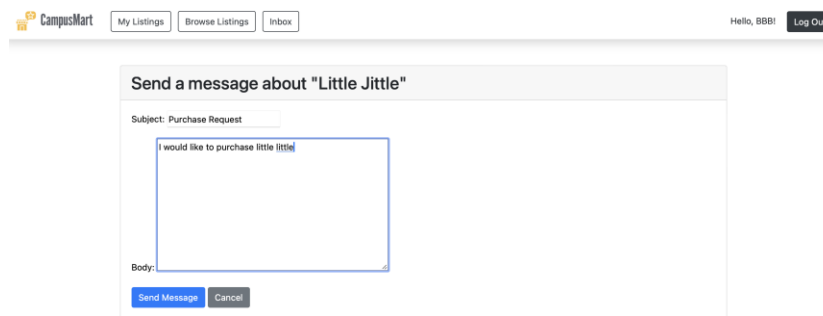 CampusMart
My Listings
Browse Listings
Inbox
Hello, BBB!
Log Ou
Send a message about "Little Jittle"
Subject: Purchase Request
I would like to purchase little little
Body:
Send Message
Cancel